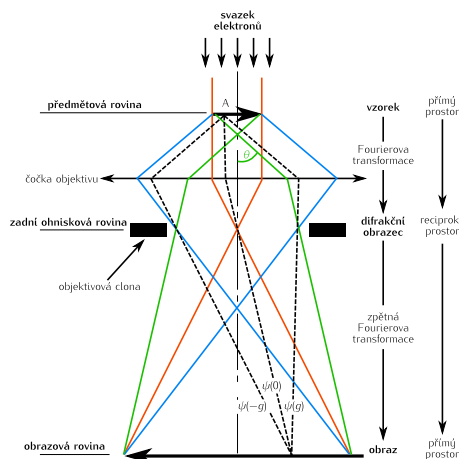 svazek
elektronů
A
předmětová rovina
vzorek
přímý
prostor
θ
Fourierova
transformace
čočka objektivu
zadní ohnisková rovina
difrakční
obrazec
reciprok
prostor
objektivová clona
zpětná
Fourierova
transformace
ψ(0)
ψ(−g)
ψ(g)
obrazová rovina
obraz
přímý
prostor